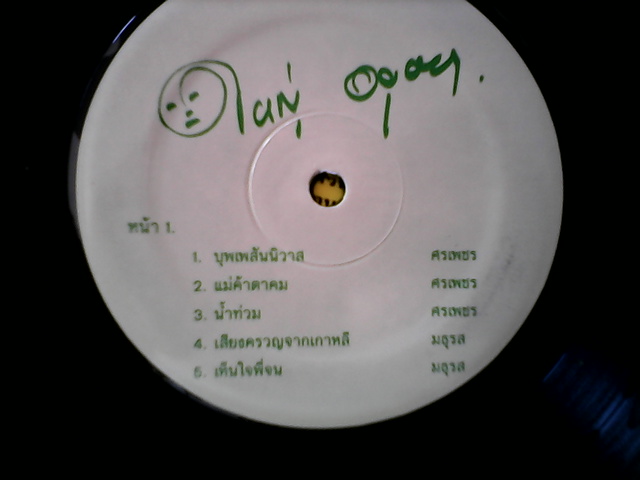 ใหญ่
หน้า 1.
1. บุพเพสันนิวาส ศรเพชร
2. แม่ค้าตาคม ศรเพชร
3. น้ำท่วม ศรเพชร
4. เสียงครวญจากเกาหลี มธุรส
5. เห็นใจพี่จน มธุรส